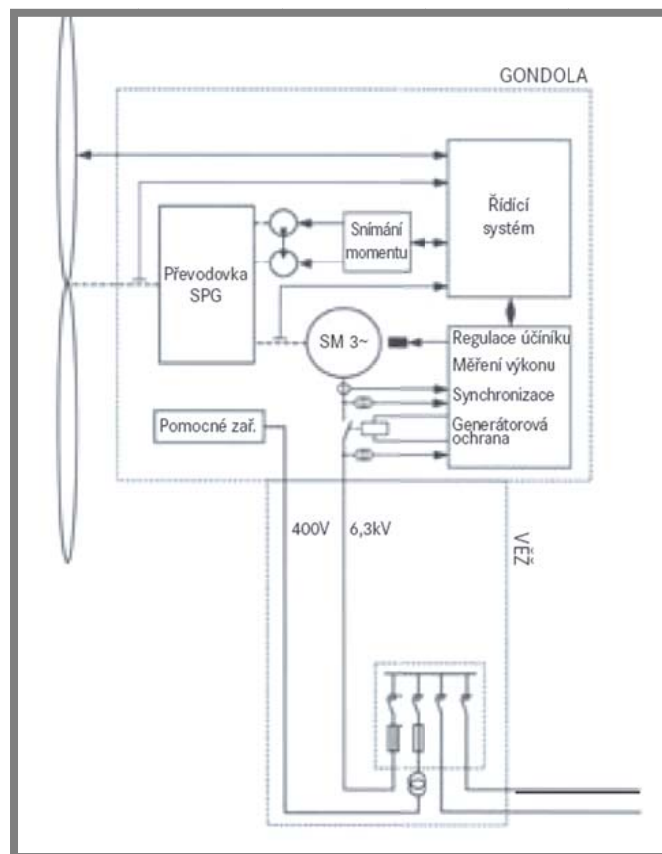 GONDOLA
Řídící
systém
Snímání
momentu
Převodovka
SPG
SM 3~
Regulace účiníku
Měření výkonu
Synchronizace
Generátorová
ochrana
Pomocné zař.
400V
6,3kV
VĚŽ